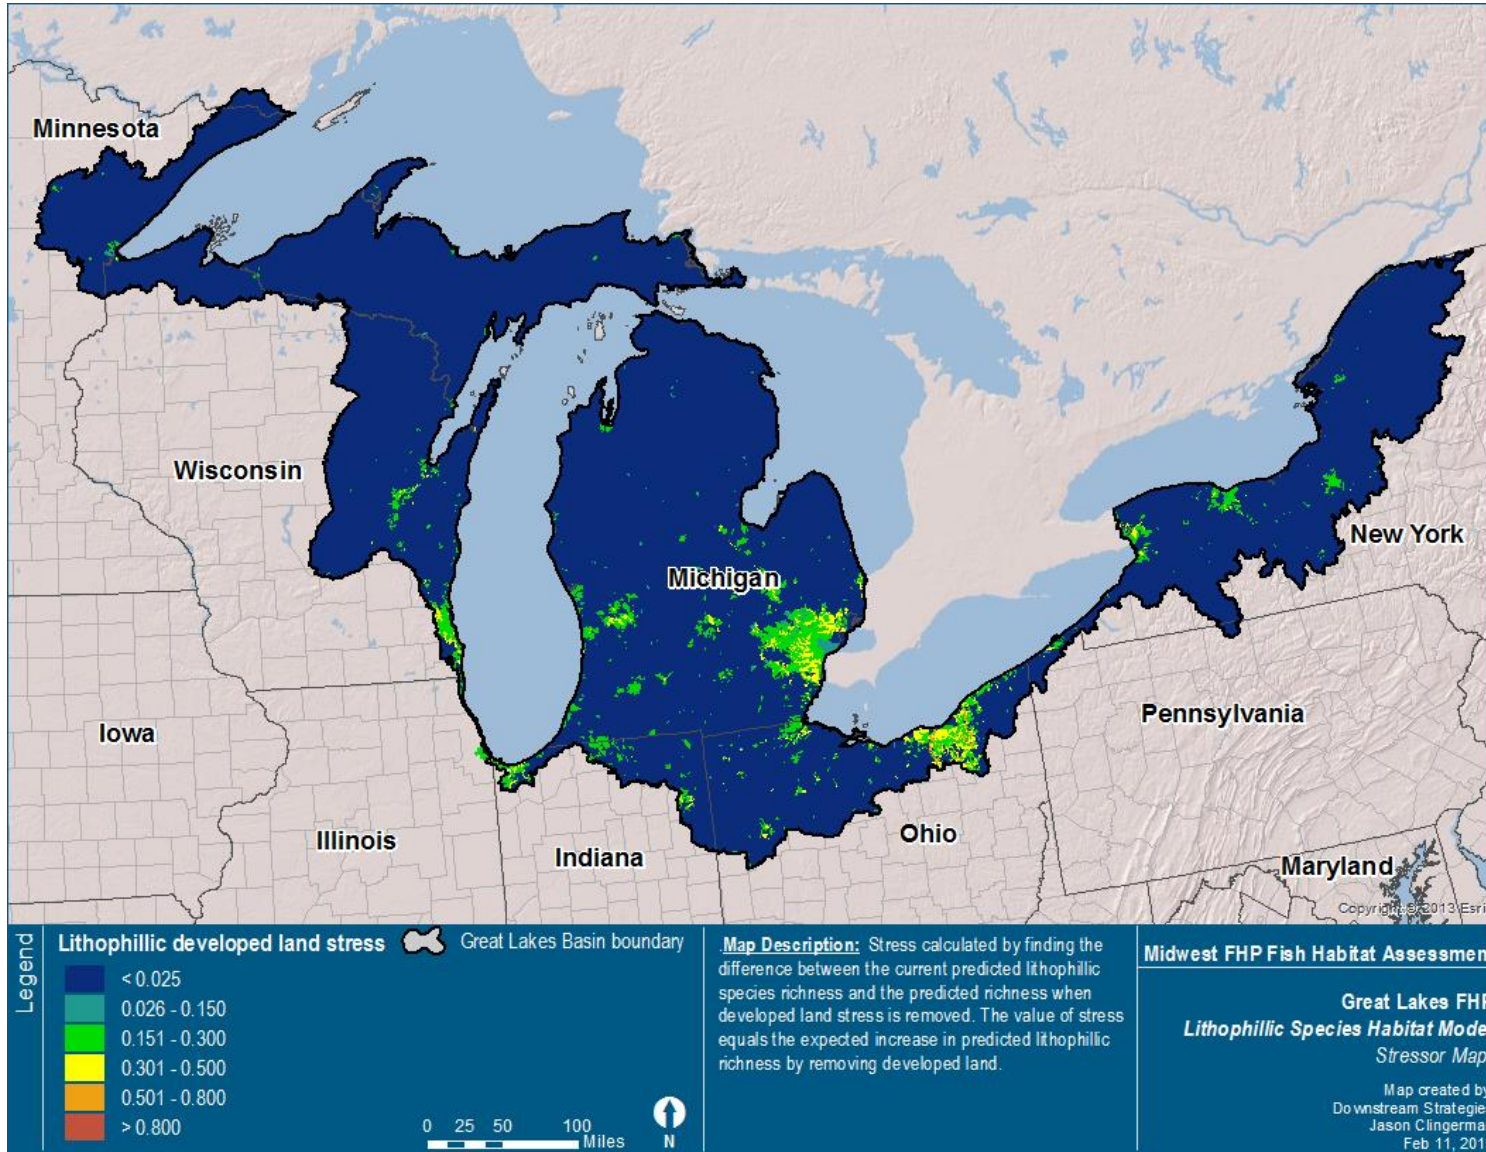 Minnesota
Wisconsin
Michigan
New York
Iowa
Pennsylvania
Illinois
Indiana
Ohio
Maryland
Copyright:© 2013 Esri
Legend
Lithophillic developed land stress
Great Lakes Basin boundary
< 0.025
0.026 - 0.150
0.151 - 0.300
0.301 - 0.500
0.501 - 0.800
> 0.800
0 25 50 100
Miles
N
Map Description: Stress calculated by finding the
difference between the current predicted lithophillic
species richness and the predicted richness when
developed land stress is removed. The value of stress
equals the expected increase in predicted lithophillic
richness by removing developed land.
Midwest FHP Fish Habitat Assessmen
Great Lakes FHP
Lithophillic Species Habitat Mode
Stressor Map
Map created by
Downstream Strategie
Jason Clingerma
Feb 11, 201